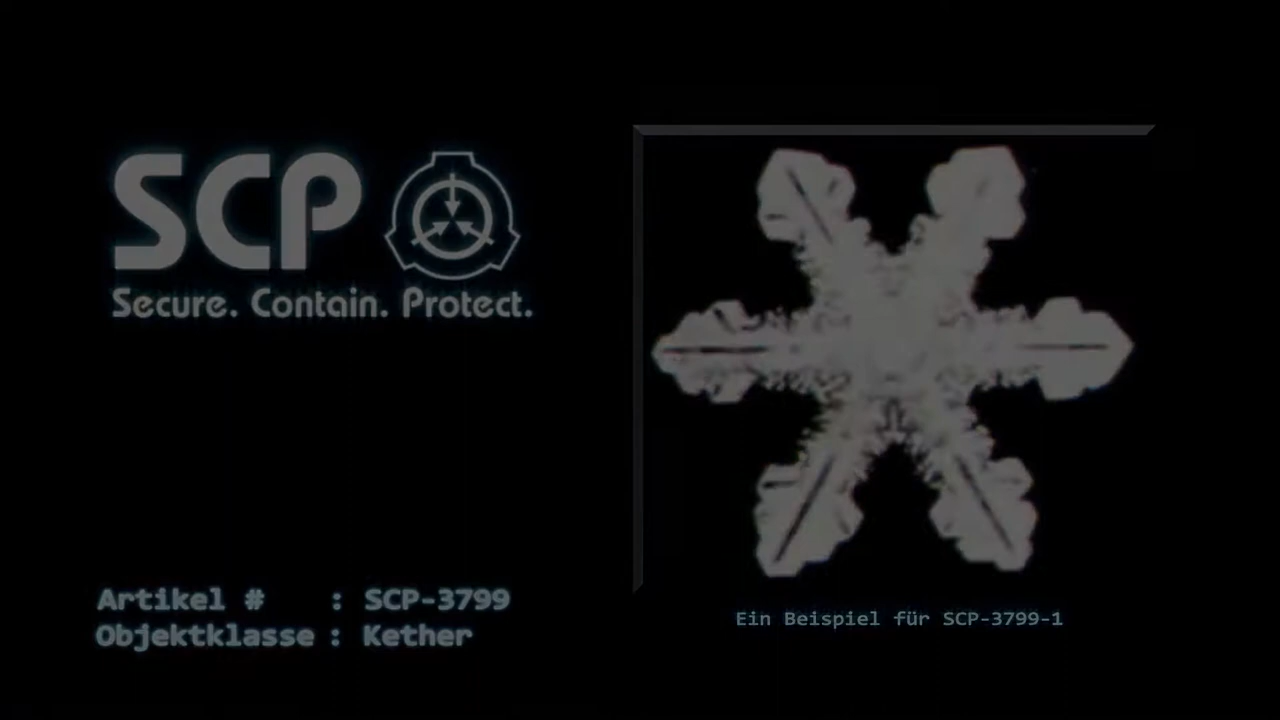 SCP
Secure. Contain. Protect.
Artikel # : SCP-3799
Objektklasse : Kether
Ein Beispiel für SCP-3799-1